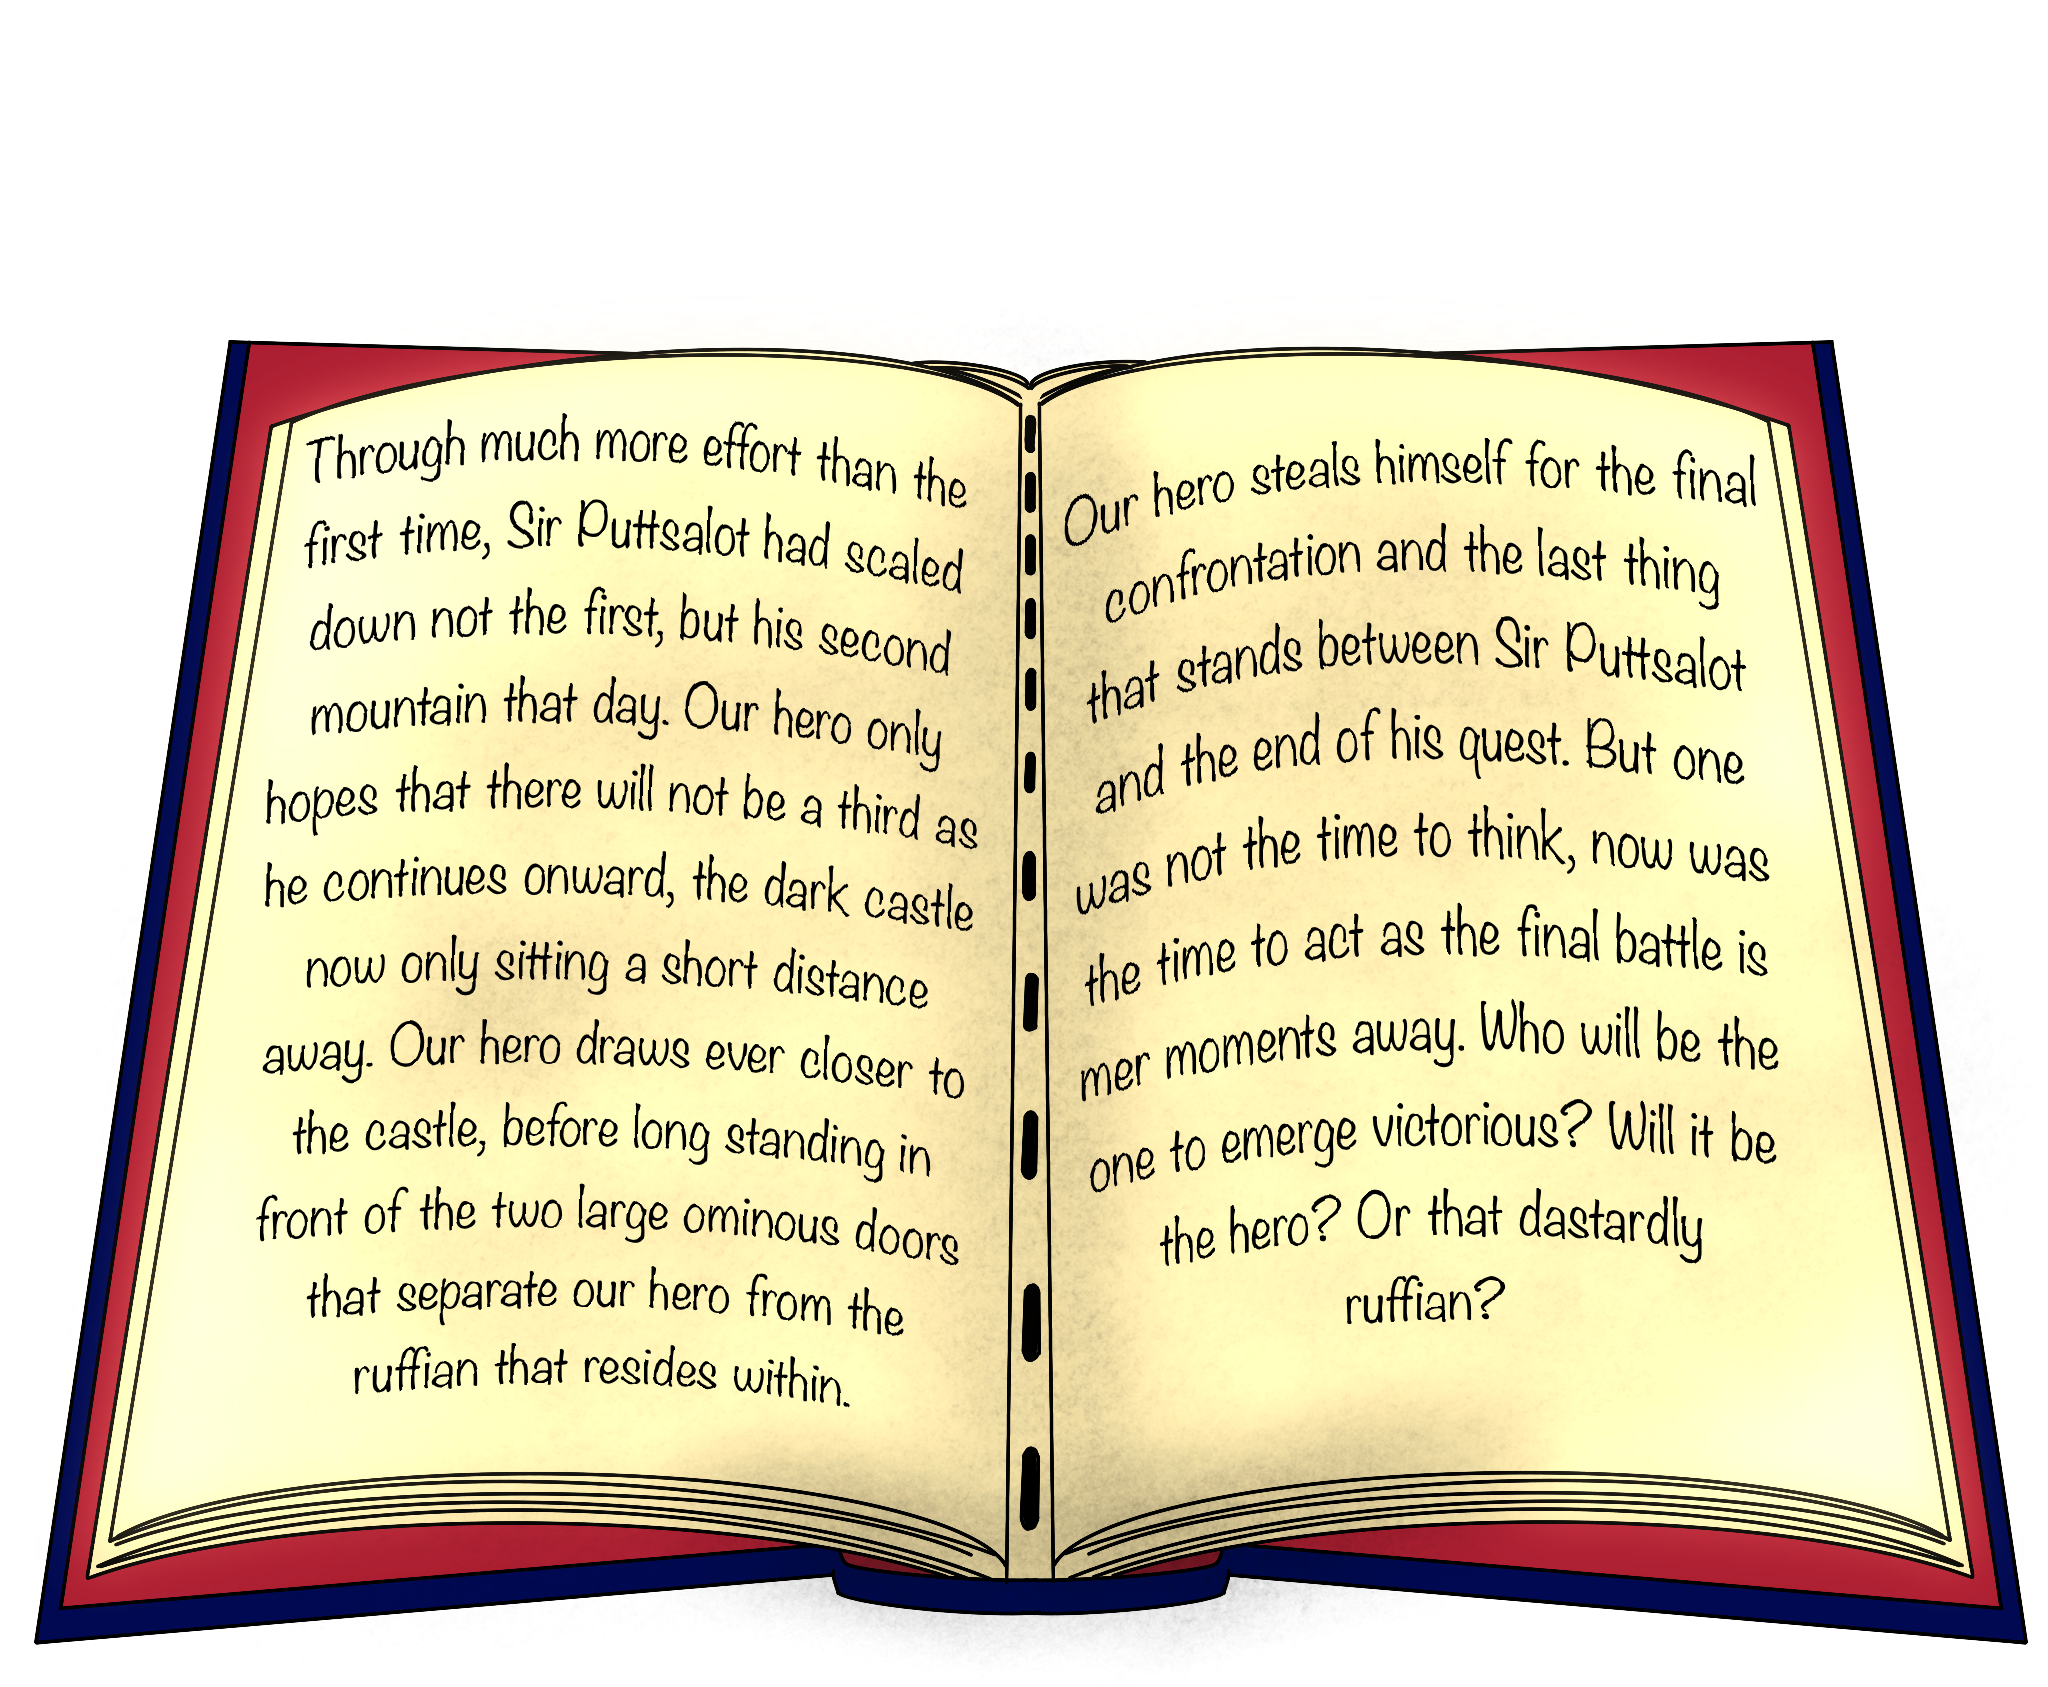 Through much more effort than the
first time, Sir Puttsalot had scaled
down not the first, but his second
mountain that day. Our hero only
hopes that there will not be a third as
he continues onward, the dark castle
now only sitting a short distance
away. Our hero draws ever closer to
the castle, before long standing in
front of the two large ominous doors
that separate our hero from the
ruffian that resides within.
Our hero steals himself for the final
confrontation and the last thing
that stands between Sir Puttsalot
and the end of his quest. But one
was not the time to think, now was
the time to act as the final battle is
mer moments away. Who will be the
one to emerge victorious? Will it be
the hero? Or that dastardly
ruffian?